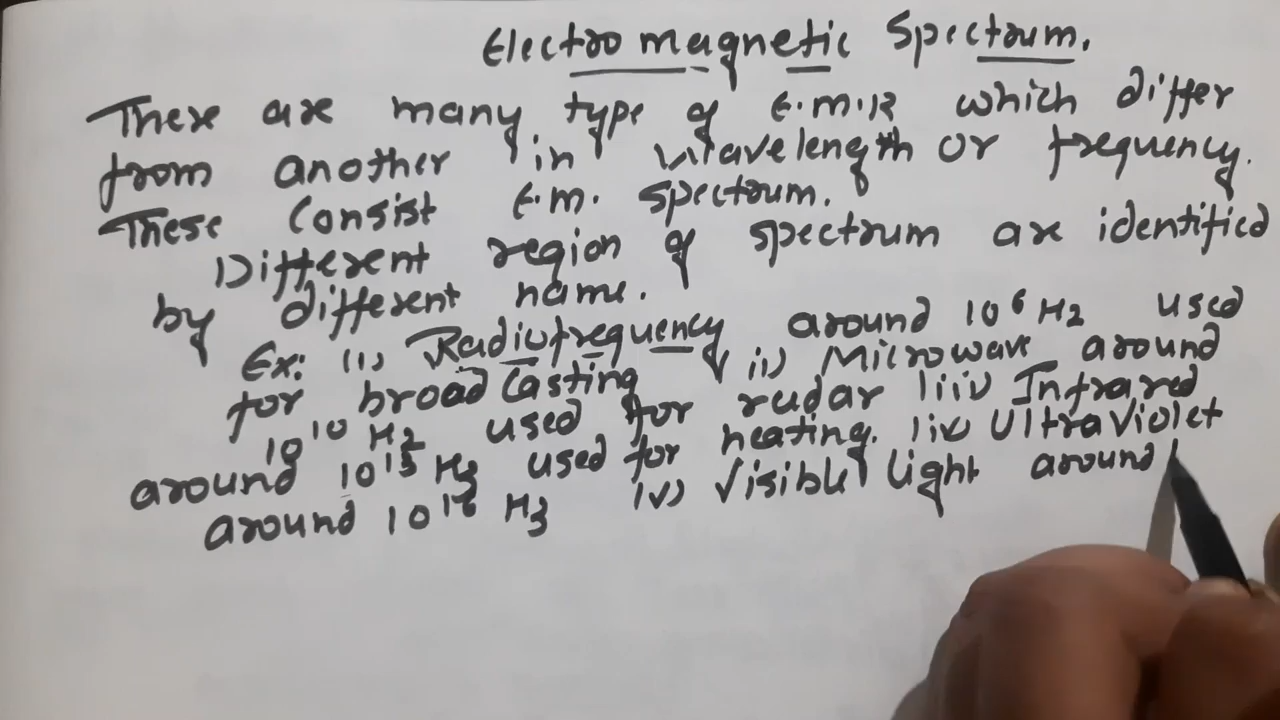 Electromagnetic Spectrum.
There are many type of E.M.R which differ
from another in wavelength or frequency.
These Consist E.m. spectrum.
Different region of spectrum are identified
by different name.
Ex: (i) Radiofrequency around 10⁶ Hz used
for broad Casting (ii) Microwave around
10¹⁰ Hz used for rudar (iii) Infrared
around 10¹³ Hz used for heating. (iv) UltraViolet
around 10¹⁶ Hz (v) Visible light around